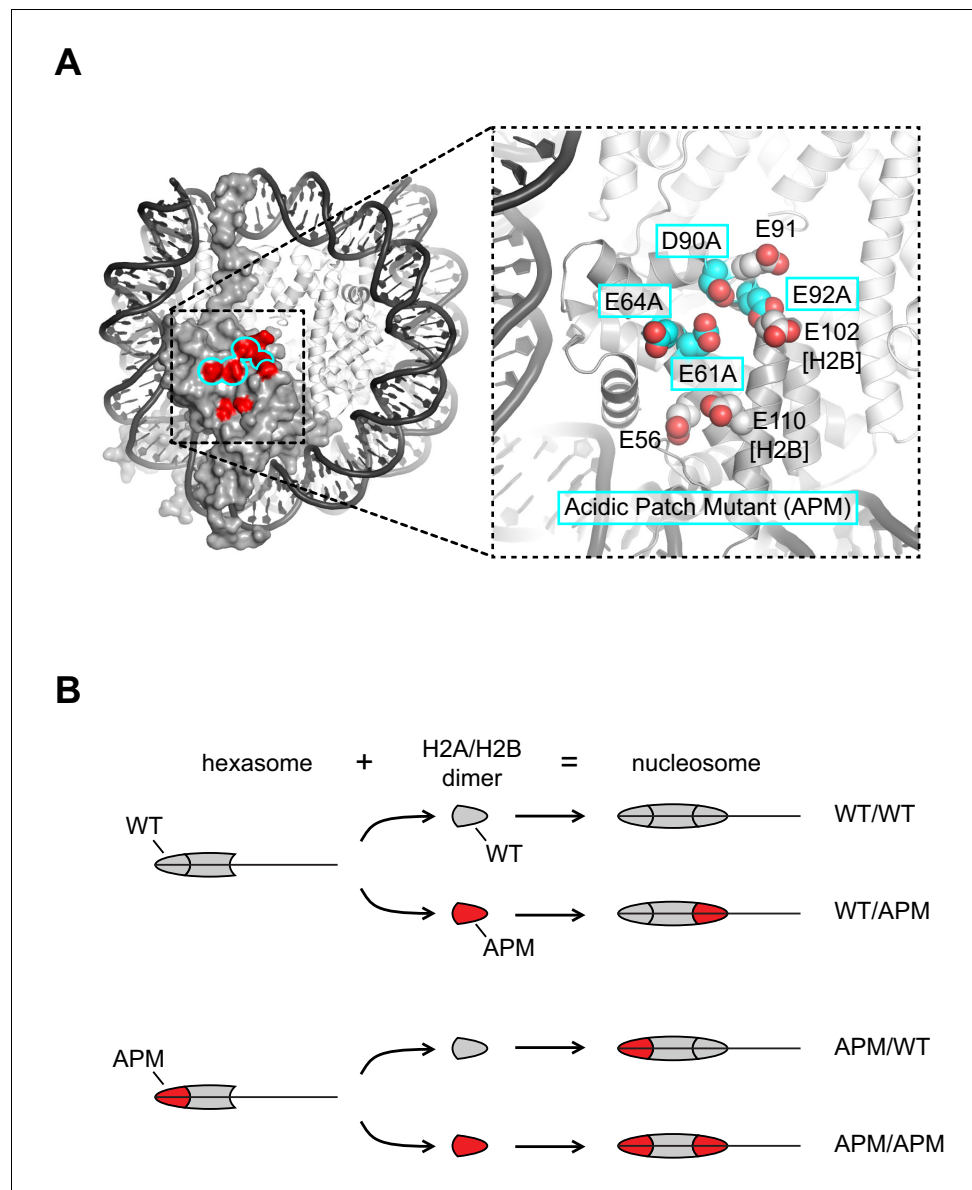 A
D90A
E91
E64A
E92A
E102
[H2B]
E61A
E56
E110
[H2B]
Acidic Patch Mutant (APM)
B
hexasome + H2A/H2B dimer = nucleosome
WT
WT
WT/WT
APM
WT/APM
APM
APM/WT
APM/APM